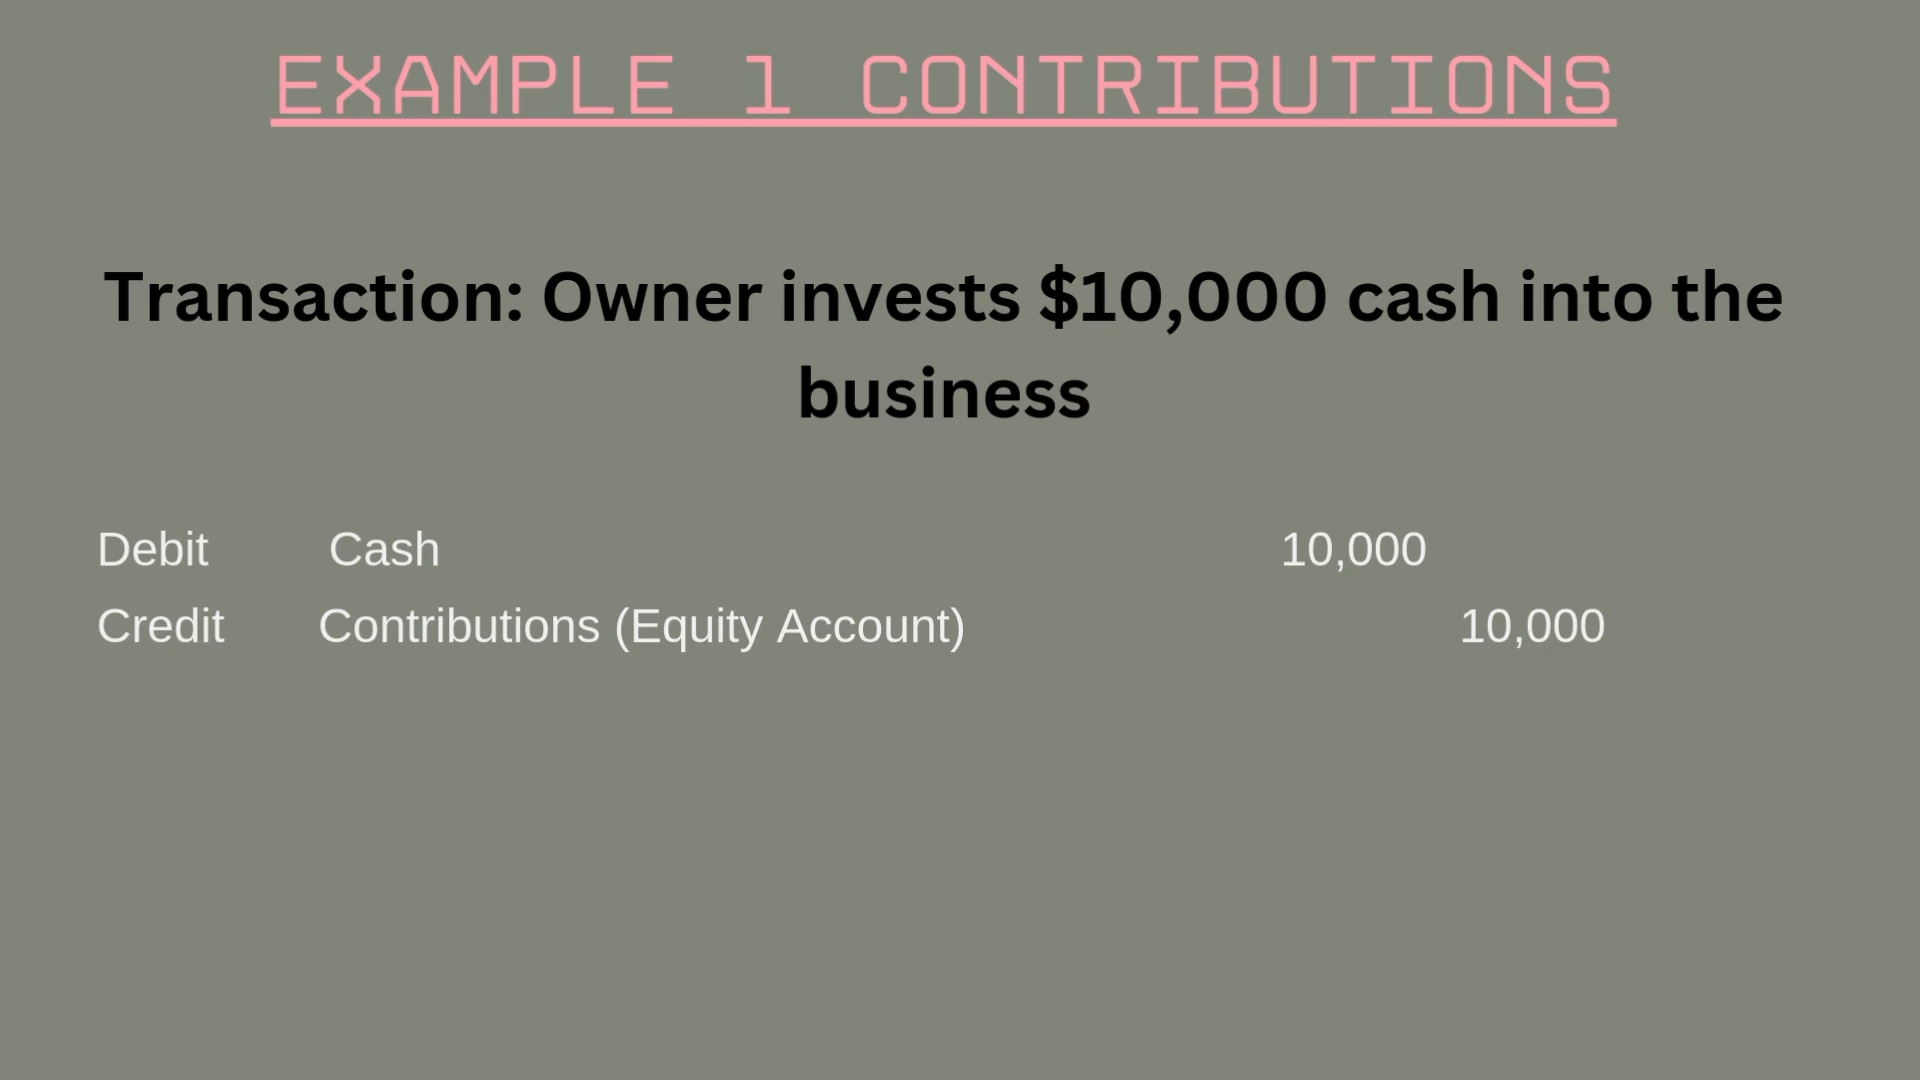 EXAMPLE 1 CONTRIBUTIONS
Transaction: Owner invests $10,000 cash into the
business
Debit Cash 10,000
Credit Contributions (Equity Account) 10,000